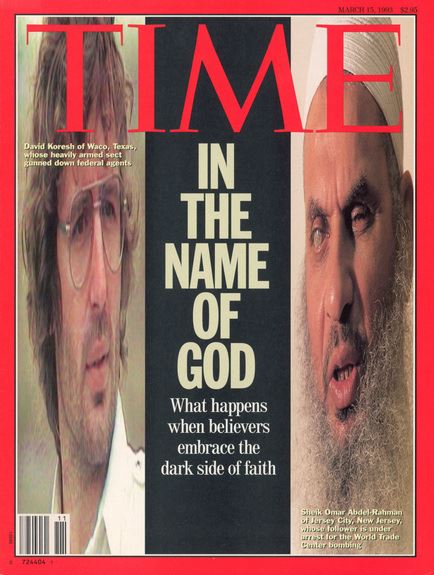 MARCH 15, 1993 $2.95
TIME
David Koresh of Waco, Texas,
whose heavily armed sect
gunned down federal agents
IN
THE
NAME
OF
GOD
What happens
when believers
embrace the
dark side of faith
Sheik Omar Abdel-Rahman
of Jersey City, New Jersey,
whose follower is under
arrest for the World Trade
Center bombing
11
724404